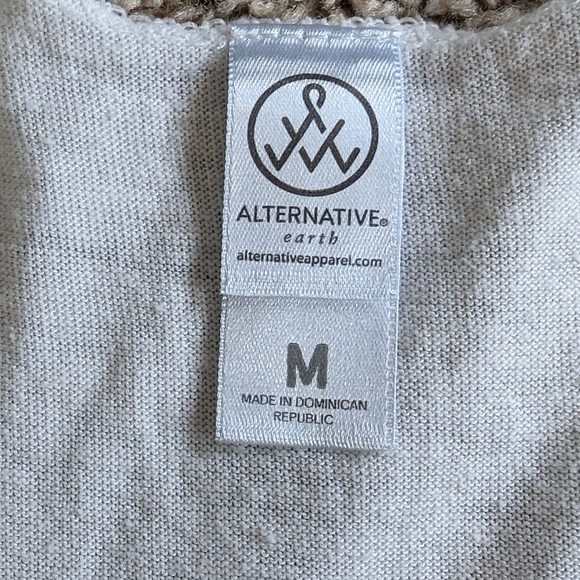 ALTERNATIVE®
earth
alternativeapparel.com
M
MADE IN DOMINICAN
REPUBLIC